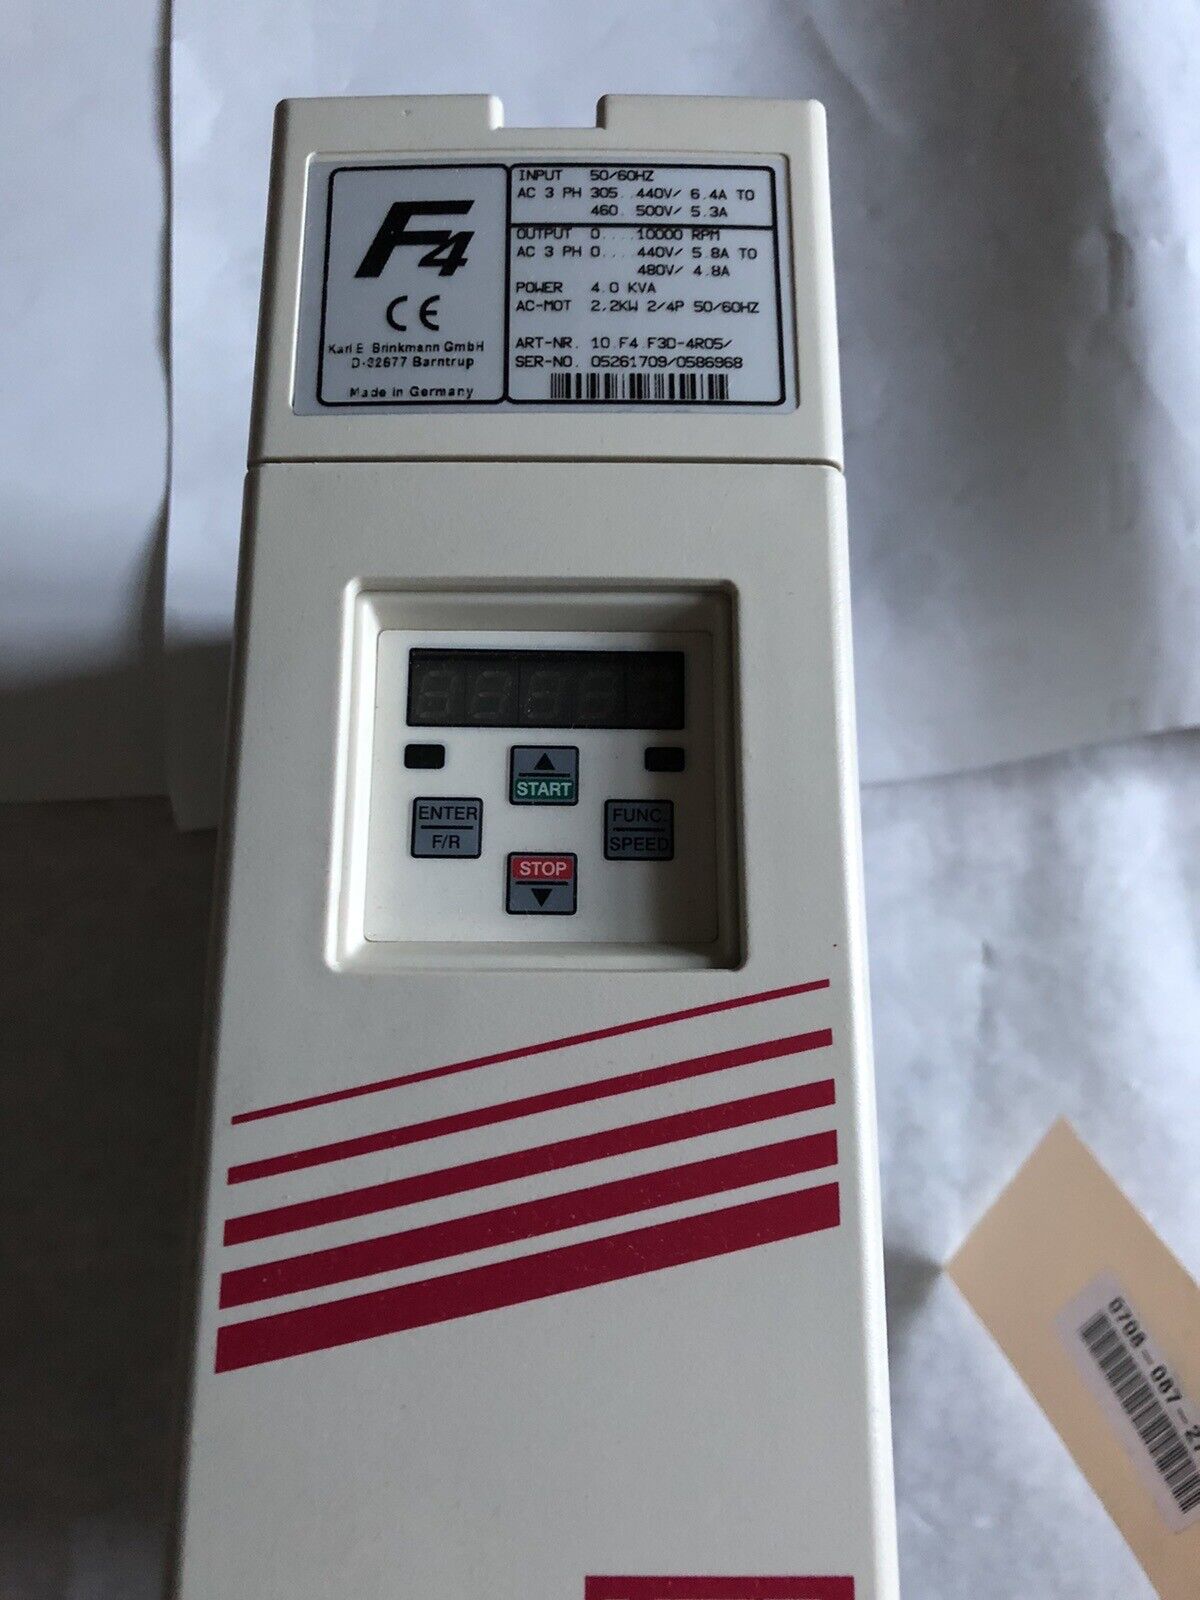 F4
CE
Karl E. Brinkmann GmbH
D-32677 Barntrup
Made in Germany
INPUT 50/60HZ
AC 3 PH 305..440V/ 6.4A TO
460..500V/ 5.3A
OUTPUT 0....10000 RPM
AC 3 PH 0....440V/ 5.8A TO
480V/ 4.8A
POWER 4.0 KVA
AC-MOT 2,2KW 2/4P 50/60HZ
ART-NR. 10.F4.F3D-4R05/
SER-NO. 05261709/0586968
START
ENTER
F/R
FUNC.
SPEED
STOP
0708-087-27